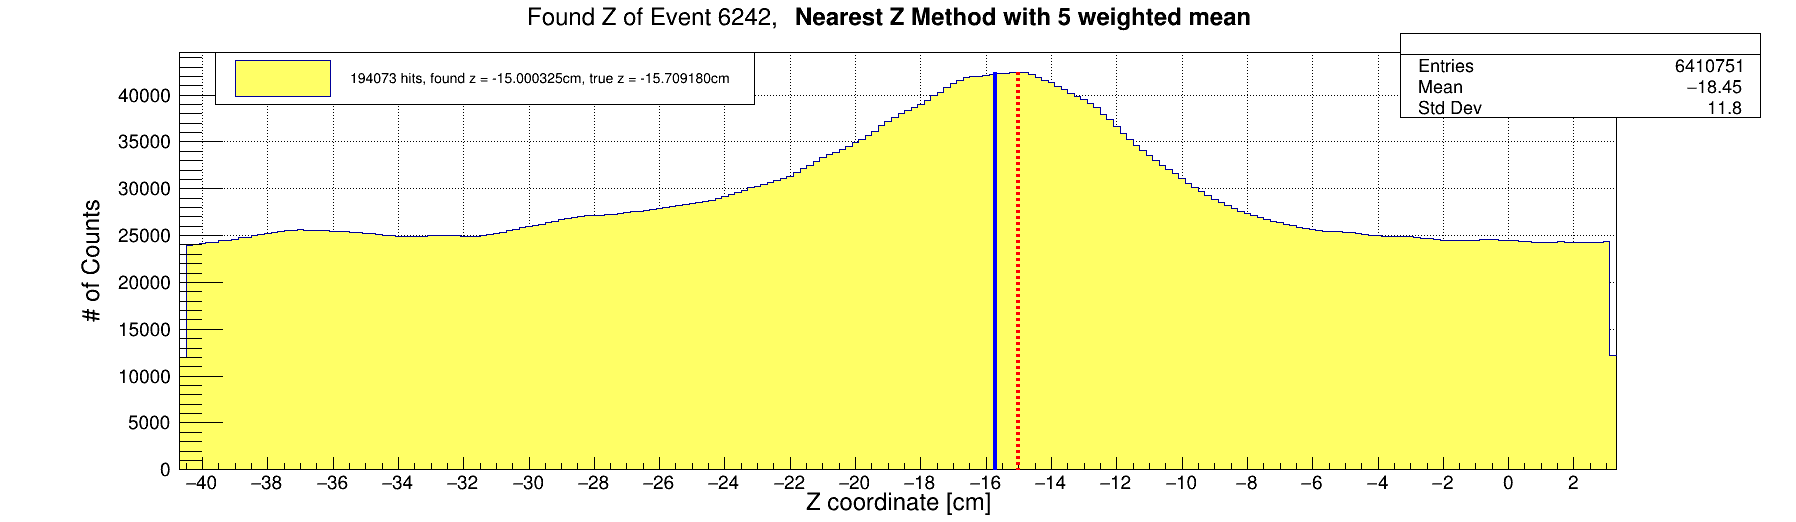 Found Z of Event 6242, Nearest Z Method with 5 weighted mean
194073 hits, found z = -15.000325cm, true z = -15.709180cm
Entries 6410751
Mean −18.45
Std Dev 11.8
# of Counts
40000
35000
30000
25000
20000
15000
10000
5000
0
−40 −38 −36 −34 −32 −30 −28 −26 −24 −22 −20 −18 −16 −14 −12 −10 −8 −6 −4 −2 0 2
Z coordinate [cm]